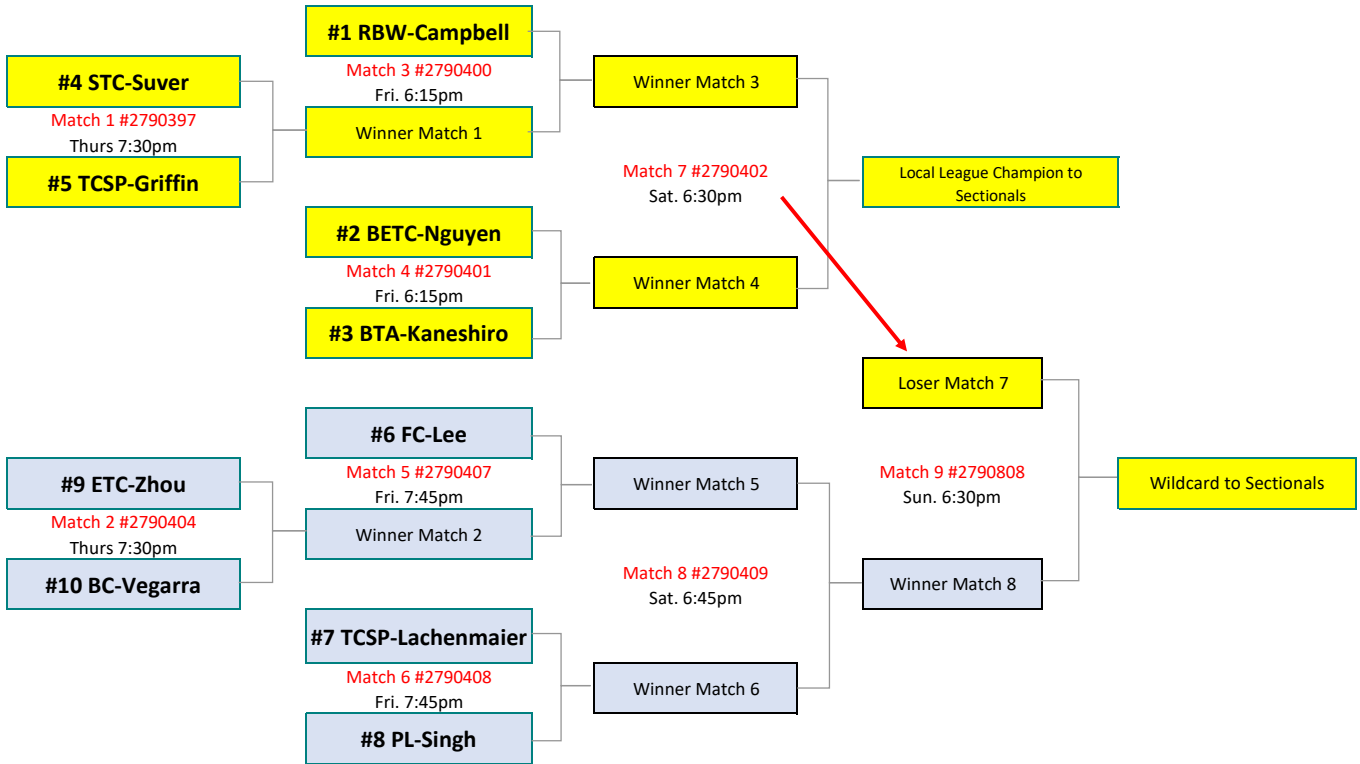 #1 RBW-Campbell
#4 STC-Suver
Match 3 #2790400
Fri. 6:15pm
Winner Match 3
Match 1 #2790397
Thurs 7:30pm
Winner Match 1
#5 TCSP-Griffin
Match 7 #2790402
Sat. 6:30pm
Local League Champion to
Sectionals
#2 BETC-Nguyen
Match 4 #2790401
Fri. 6:15pm
Winner Match 4
#3 BTA-Kaneshiro
Loser Match 7
#6 FC-Lee
#9 ETC-Zhou
Match 5 #2790407
Fri. 7:45pm
Winner Match 5
Match 9 #2790808
Sun. 6:30pm
Wildcard to Sectionals
Match 2 #2790404
Thurs 7:30pm
Winner Match 2
#10 BC-Vegarra
Match 8 #2790409
Sat. 6:45pm
Winner Match 8
#7 TCSP-Lachenmaier
Match 6 #2790408
Fri. 7:45pm
Winner Match 6
#8 PL-Singh